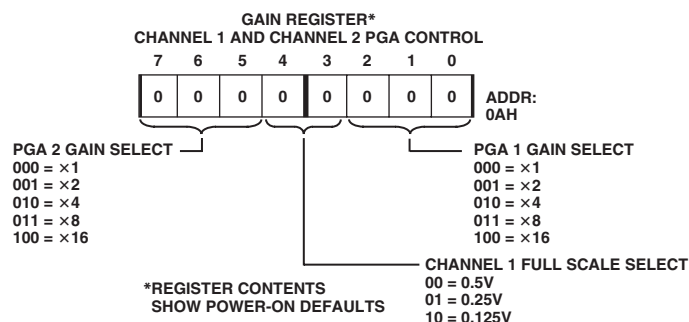 GAIN REGISTER*
CHANNEL 1 AND CHANNEL 2 PGA CONTROL
7 6 5 4 3 2 1 0
0 0 0 0 0 0 0 0
ADDR:
0AH
PGA 2 GAIN SELECT
000 = ×1
001 = ×2
010 = ×4
011 = ×8
100 = ×16
PGA 1 GAIN SELECT
000 = ×1
001 = ×2
010 = ×4
011 = ×8
100 = ×16
CHANNEL 1 FULL SCALE SELECT
00 = 0.5V
01 = 0.25V
10 = 0.125V
*REGISTER CONTENTS
SHOW POWER-ON DEFAULTS